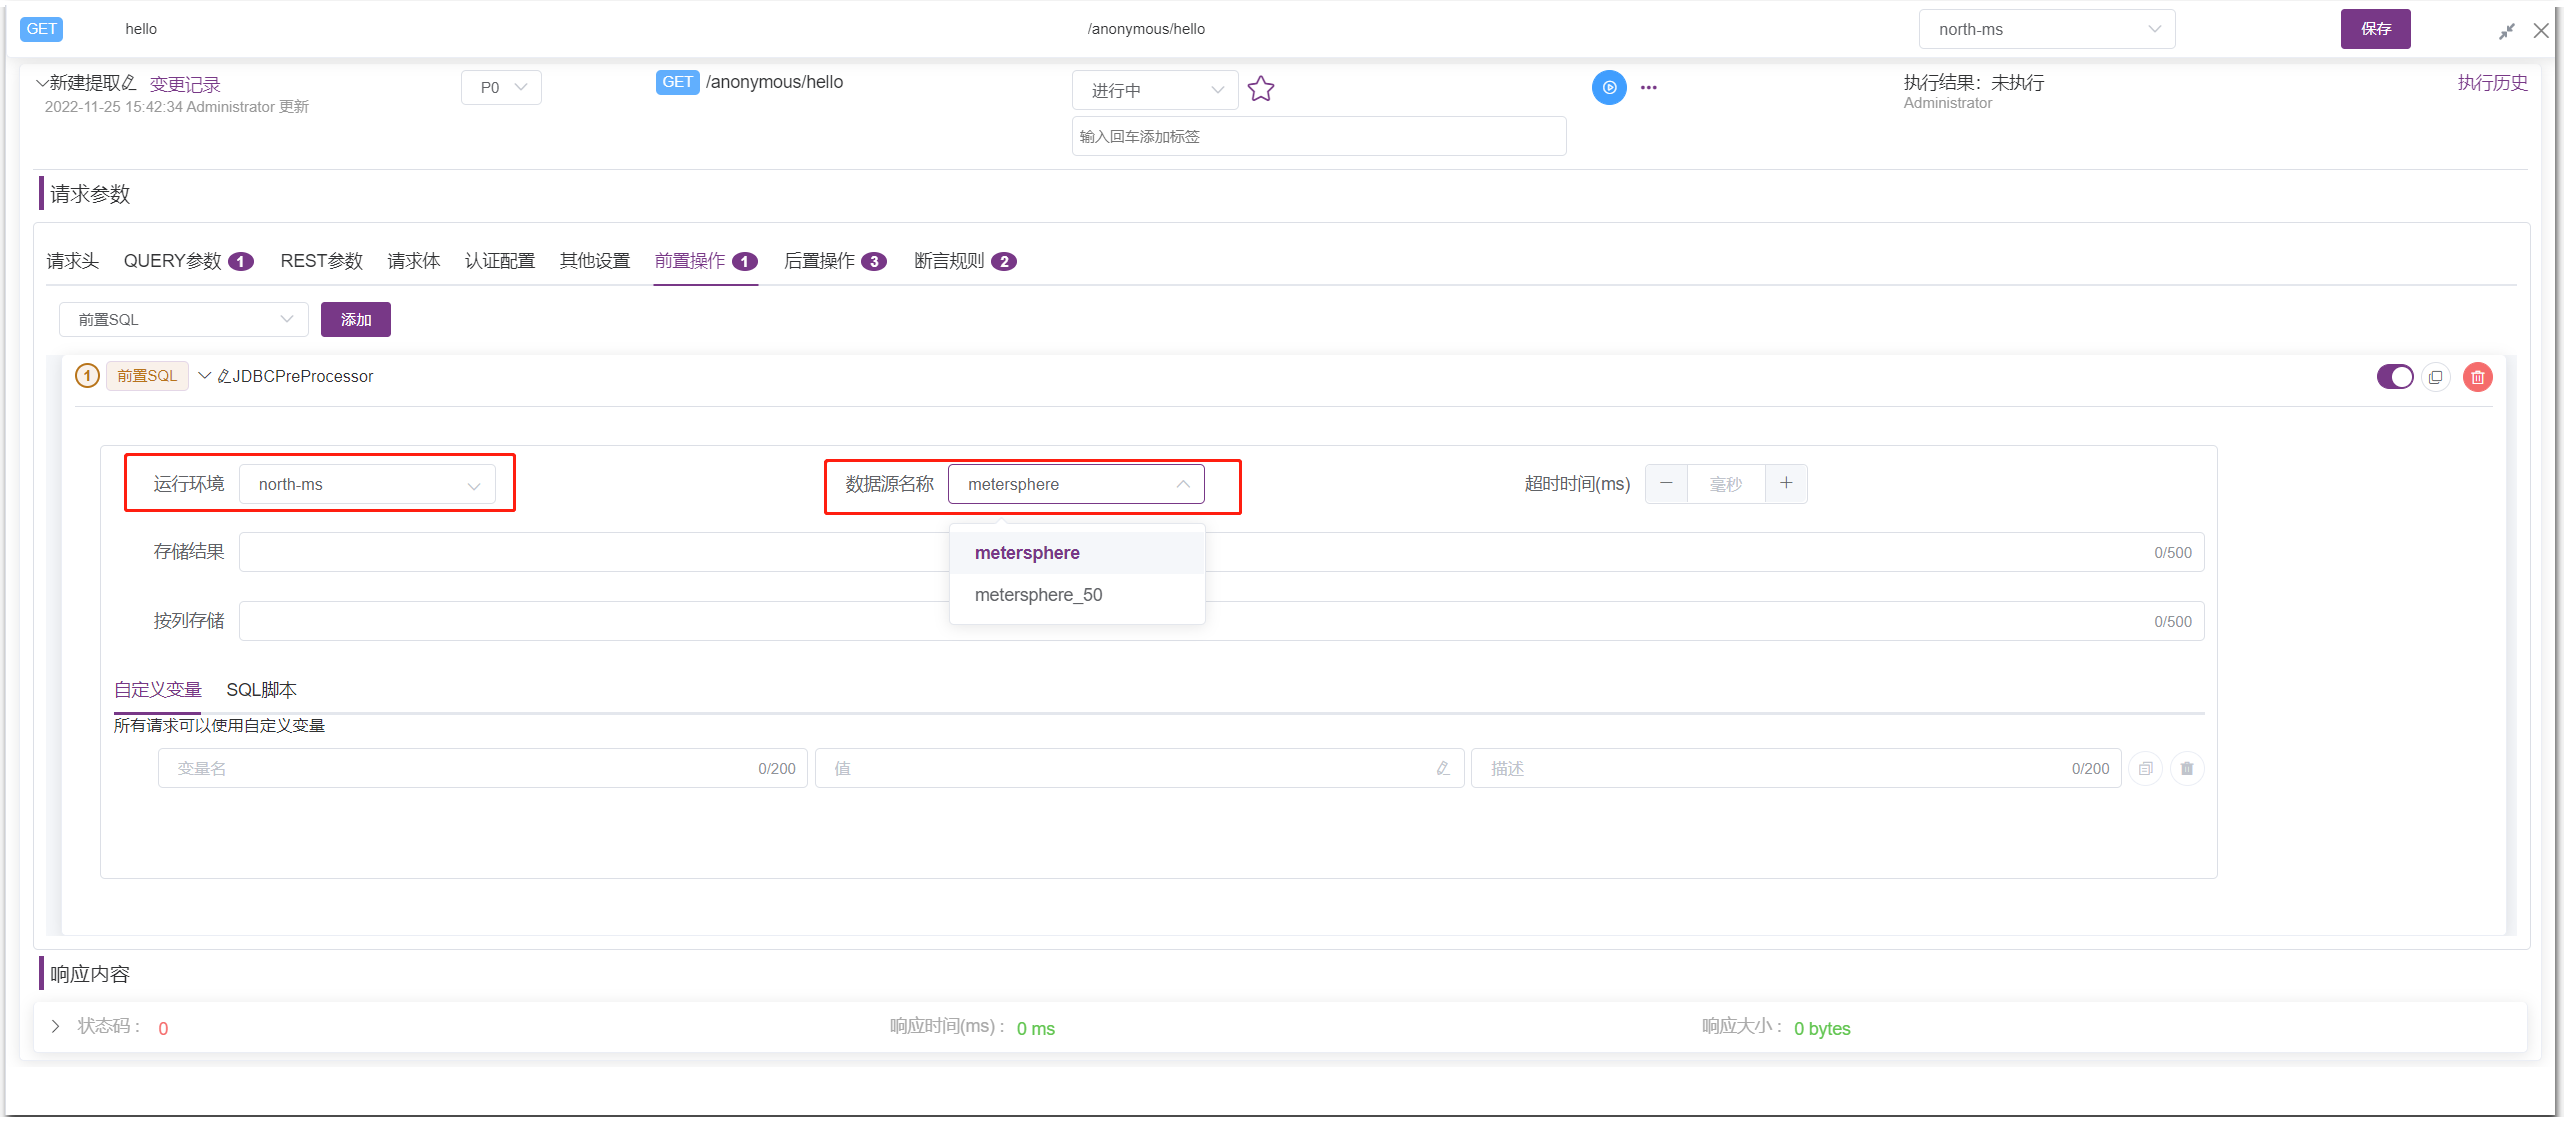 GET hello /anonymous/hello north-ms 保存
新建提取 变更记录 P0 GET /anonymous/hello 进行中 执行结果：未执行 执行历史
2022-11-25 15:42:34 Administrator 更新 Administrator
输入回车添加标签
请求参数
请求头 QUERY参数 1 REST参数 请求体 认证配置 其他设置 前置操作 1 后置操作 3 断言规则 2
前置SQL 添加
1 前置SQL JDBCPreProcessor
运行环境 north-ms 数据源名称 metersphere 超时时间(ms) − 毫秒 +
存储结果 metersphere 0/500
metersphere_50
按列存储 0/500
自定义变量 SQL脚本
所有请求可以使用自定义变量
变量名 0/200 值 描述 0/200
响应内容
状态码： 0 响应时间(ms)： 0 ms 响应大小： 0 bytes